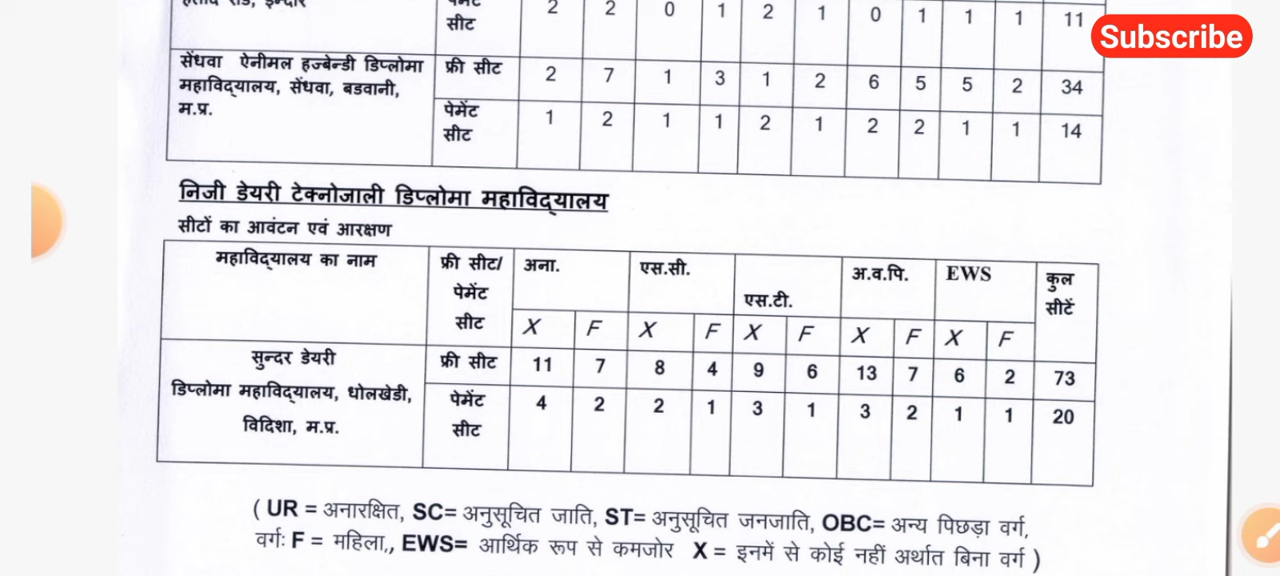 पेमेंट 2 2 0 1 2 1 0 1 1 1 11
सीट
Subscribe
सेंधवा ऐनीमल हज्बेन्डी डिप्लोमा फ्री सीट 2 7 1 3 1 2 6 5 5 2 34
महाविद्यालय, सेंधवा, बडवानी,
म.प्र. पेमेंट 1 2 1 1 2 1 2 2 1 1 14
सीट
निजी डेयरी टेक्नोजाली डिप्लोमा महाविद्यालय
सीटों का आवंटन एवं आरक्षण
महाविद्यालय का नाम फ्री सीट/ अना. एस.सी. एस.टी. अ.व.पि. EWS कुल
पेमेंट सीटें
सीट X F X F X F X F X F
सुन्दर डेयरी फ्री सीट 11 7 8 4 9 6 13 7 6 2 73
डिप्लोमा महाविद्यालय, धोलखेडी, पेमेंट 4 2 2 1 3 1 3 2 1 1 20
विदिशा, म.प्र. सीट
( UR = अनारक्षित, SC= अनुसूचित जाति, ST= अनुसूचित जनजाति, OBC= अन्य पिछड़ा वर्ग,
वर्गः F = महिला,, EWS= आर्थिक रूप से कमजोर X = इनमें से कोई नहीं अर्थात बिना वर्ग )